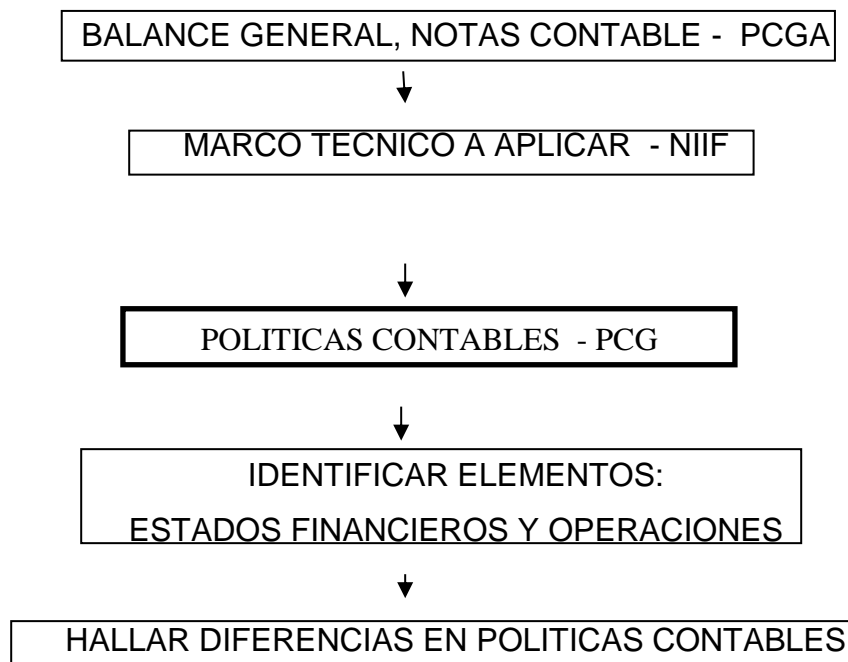 BALANCE GENERAL, NOTAS CONTABLE - PCGA
MARCO TECNICO A APLICAR - NIIF
POLITICAS CONTABLES - PCG
IDENTIFICAR ELEMENTOS:
ESTADOS FINANCIEROS Y OPERACIONES
HALLAR DIFERENCIAS EN POLITICAS CONTABLES